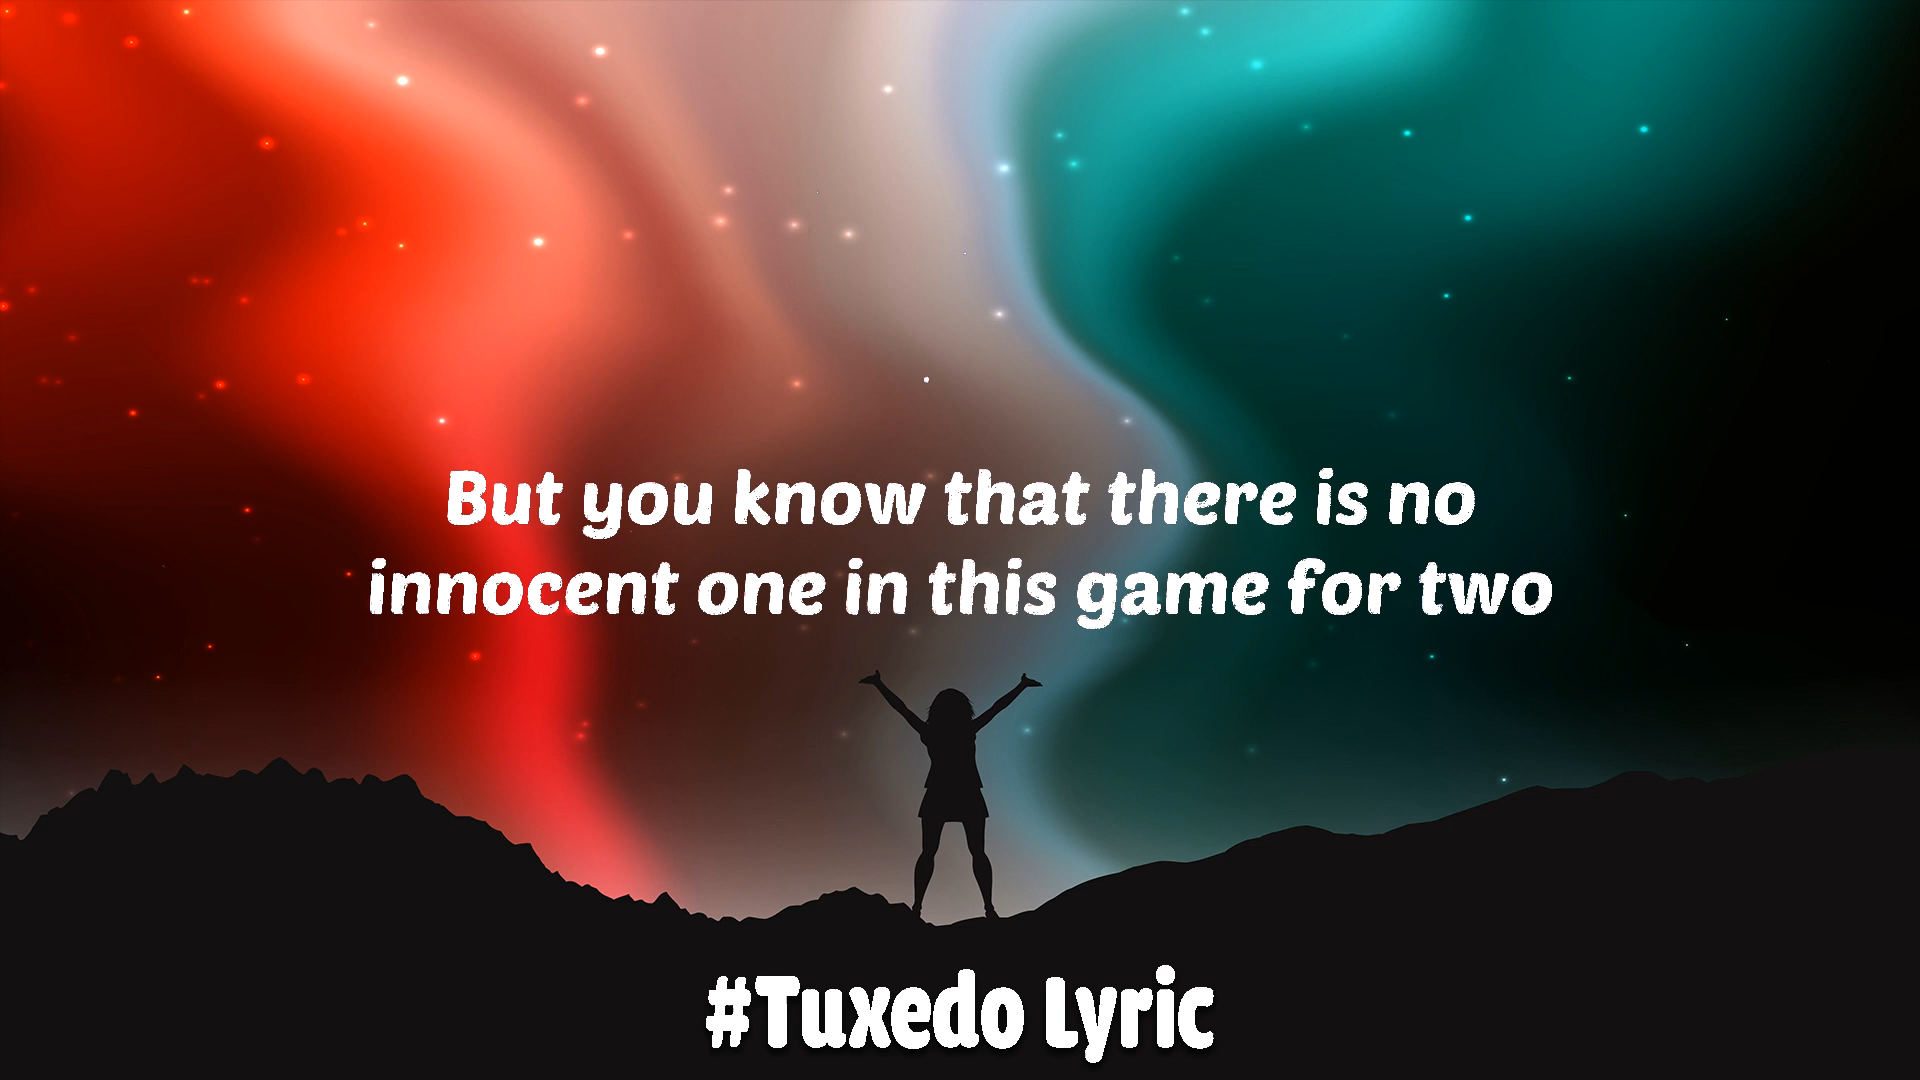 But you know that there is no
innocent one in this game for two
#Tuxedo Lyric